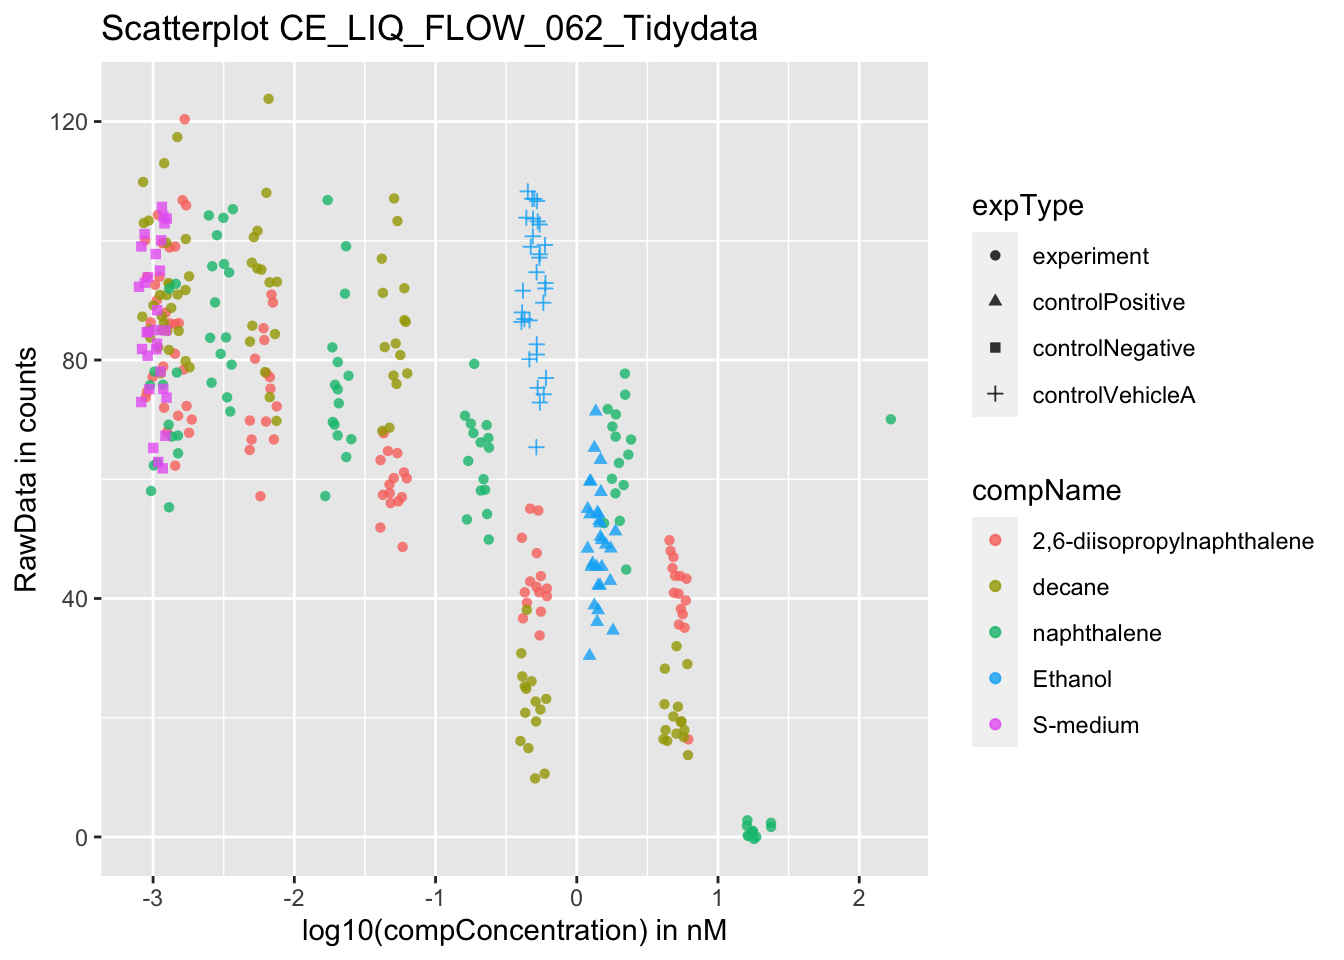 Scatterplot CE_LIQ_FLOW_062_Tidydata
RawData in counts
120
80
40
0
-3 -2 -1 0 1 2
log10(compConcentration) in nM
expType
experiment
controlPositive
controlNegative
controlVehicleA
compName
2,6-diisopropylnaphthalene
decane
naphthalene
Ethanol
S-medium